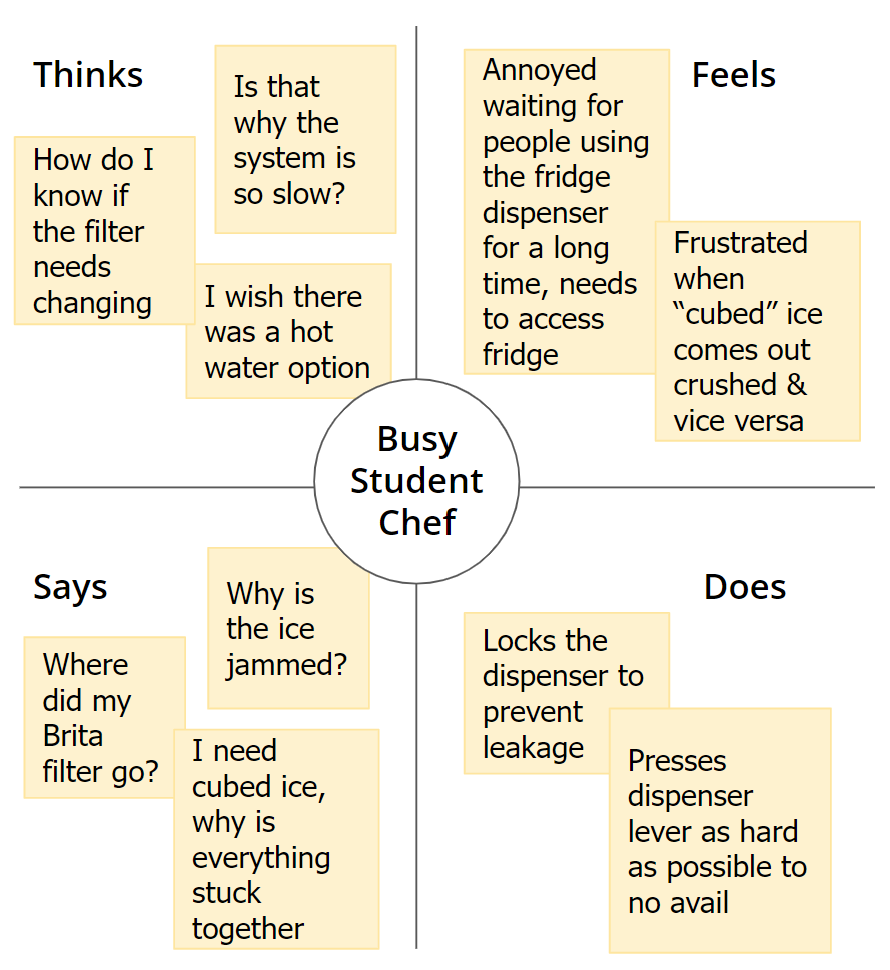 Thinks
Is that
why the
system is
so slow?
How do I
know if
the filter
needs
changing
I wish there
was a hot
water option
Feels
Annoyed
waiting for
people using
the fridge
dispenser
for a long
time, needs
to access
fridge
Frustrated
when
“cubed” ice
comes out
crushed &
vice versa
Busy
Student
Chef
Says
Why is
the ice
jammed?
Where
did my
Brita
filter go?
I need
cubed ice,
why is
everything
stuck
together
Does
Locks the
dispenser to
prevent
leakage
Presses
dispenser
lever as hard
as possible to
no avail